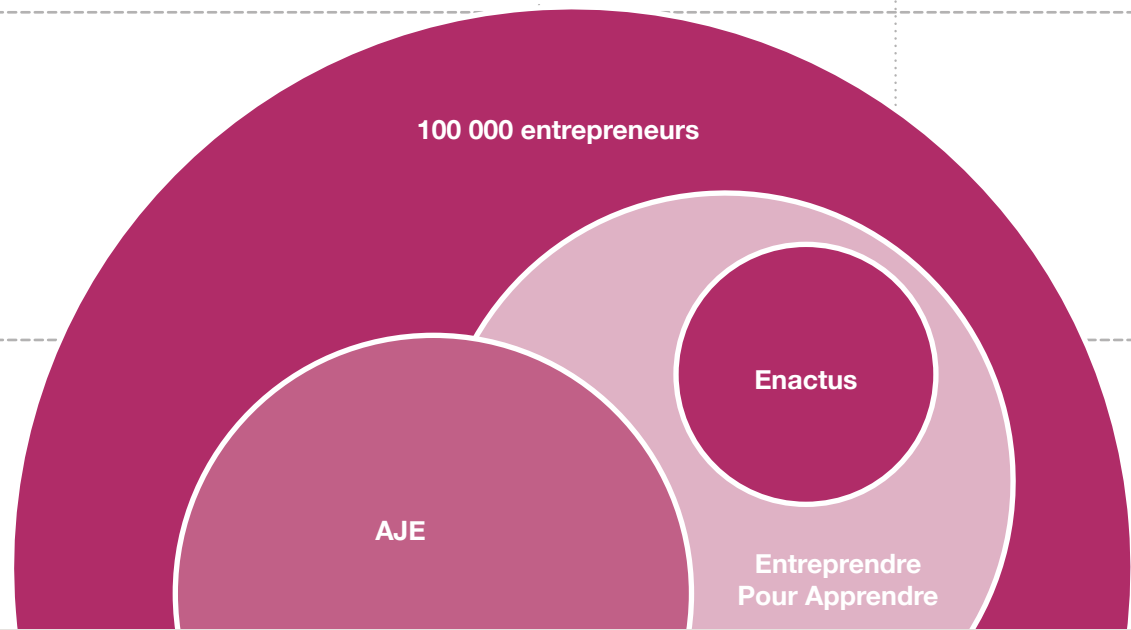 100 000 entrepreneurs
Enactus
AJE
Entreprendre
Pour Apprendre